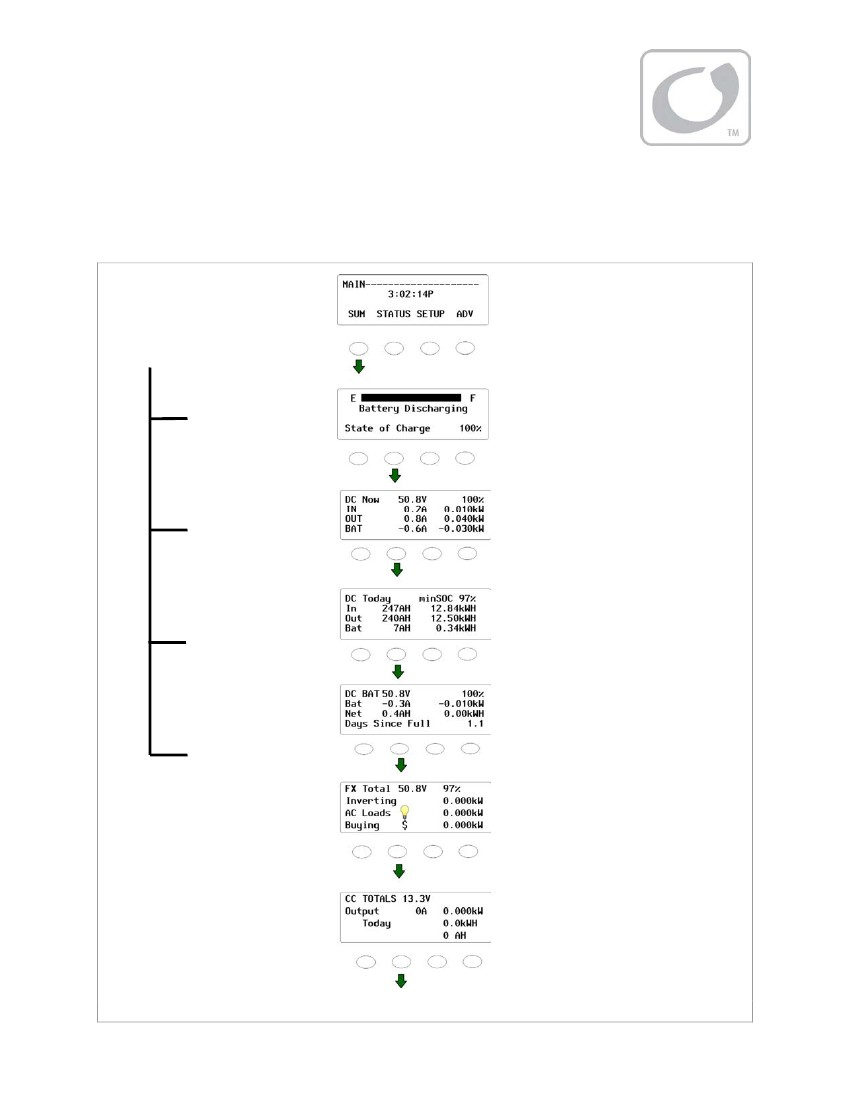 TM
MAIN--------------------
3:02:14P
SUM STATUS SETUP ADV
E F
Battery Discharging
State of Charge 100%
DC Now 50.8V 100%
IN 0.2A 0.010kW
OUT 0.8A 0.040kW
BAT -0.6A -0.030kW
DC Today minSOC 97%
In 247AH 12.84kWH
Out 240AH 12.50kWH
Bat 7AH 0.34kWH
DC BAT 50.8V 100%
Bat -0.3A -0.010kW
Net 0.4AH 0.00kWH
Days Since Full 1.1
FX Total 50.8V 97%
Inverting 0.000kW
AC Loads 0.000kW
Buying $ 0.000kW
CC TOTALS 13.3V
Output 0A 0.000kW
Today 0.0kWH
0 AH